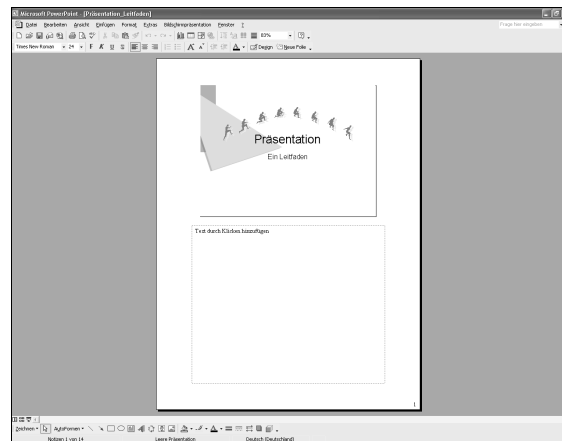 Microsoft PowerPoint - [Präsentation_Leitfaden]
Datei Bearbeiten Ansicht Einfügen Format Extras Bildschirmpräsentation Fenster ?
Frage hier eingeben
83%
Times New Roman 24 F K U S Design Neue Folie
Präsentation
Ein Leitfaden
Text durch Klicken hinzufügen
1
Zeichnen AutoFormen
Notizen 1 von 14 Leere Präsentation Deutsch (Deutschland)